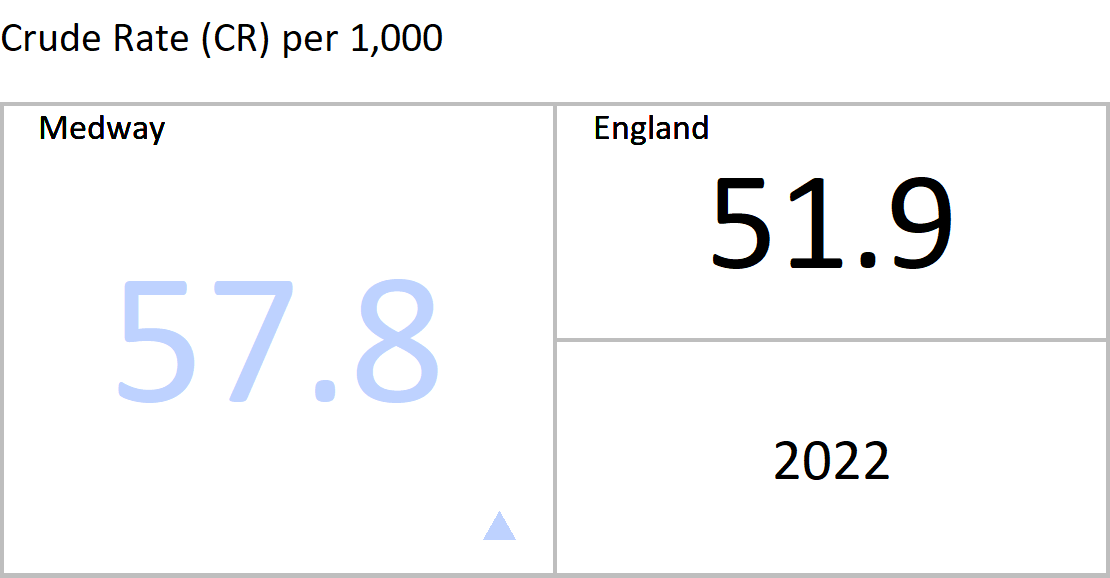 Crude Rate (CR) per 1,000
Medway
England
51.9
57.8
2022